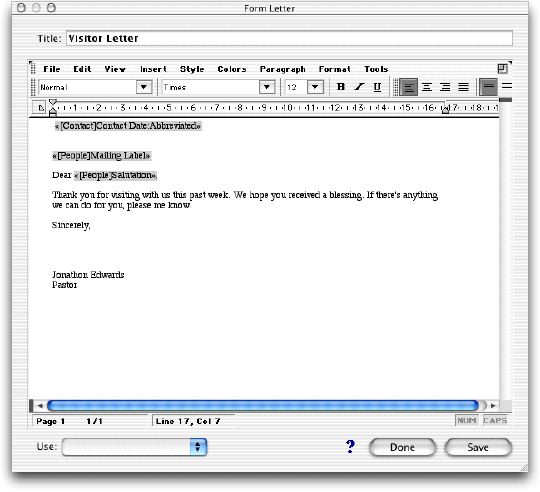 Form Letter
Title: Visitor Letter
File Edit View Insert Style Colors Paragraph Format Tools
Normal Times 12 B I U
1 2 3 4 5 6 7 8 9 10 11 12 13 14 15 16 17 18
«[Contact]Contact Date:Abbreviated»
«[People]Mailing Label»
Dear «[People]Salutation»,
Thank you for visiting with us this past week. We hope you received a blessing. If there's anything
we can do for you, please me know.
Sincerely,
Jonathon Edwards
Pastor
Page 1 1/1 Line 17, Col 7 NUM CAPS
Use: ? Done Save